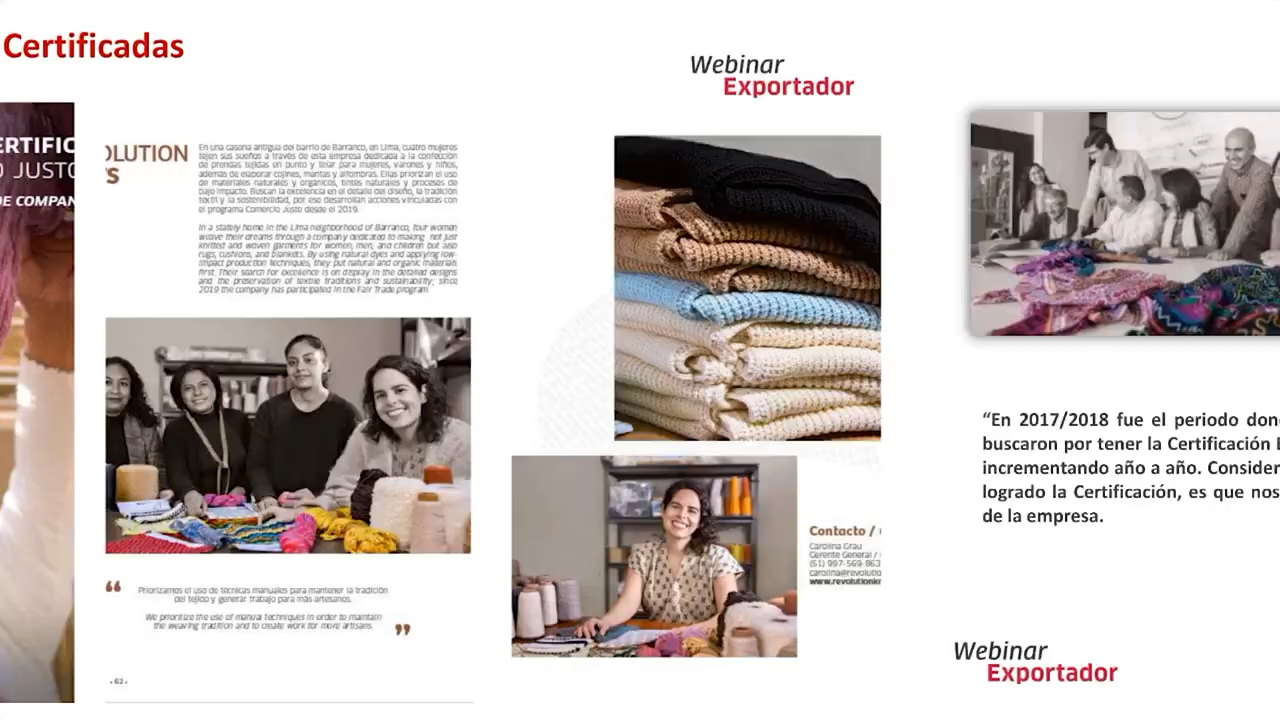 Certificadas
Webinar
Exportador
ERTIFIC
O JUSTO
DE COMPAN
OLUTION
TS
En una casona antigua del barrio de Barranco, en Lima, cuatro mujeres
tejen sus sueños a través de esta empresa dedicada a la confección
de prendas tejidas en punto y telar para mujeres, varones y niños,
además de elaborar cojines, mantas y alfombras. Ellas priorizan el uso
de materiales naturales y orgánicos, tintes naturales y procesos de
bajo impacto. Buscan la excelencia en el detalle del diseño, la tradición
textil y la sostenibilidad, por eso desarrollan acciones vinculadas con
el programa Comercio Justo desde el 2019.
In a stately home in the Lima neighborhood of Barranco, four women
weave their dreams through a company dedicated to making not just
knitted and woven garments for women, men, and children but also
rugs, cushions, and blankets. By using natural dyes and applying low-
impact production techniques, they put natural and organic materials
first. Their search for excellence is on display in the detailed designs
and the preservation of textile traditions and sustainability; since
2019 the company has participated in the Fair Trade program.
“ Priorizamos el uso de técnicas manuales para mantener la tradición
del tejido y generar trabajo para más artesanos.
We prioritize the use of manual techniques in order to maintain
the weaving tradition and to create work for more artisans. ”
62
Contacto /
Carolina Grau
Gerente General /
(51) 997-569-863
carolina@revolutio
www.revolutionkr
“En 2017/2018 fue el periodo don
buscaron por tener la Certificación
incrementando año a año. Consider
logrado la Certificación, es que nos
de la empresa.
Webinar
Exportador